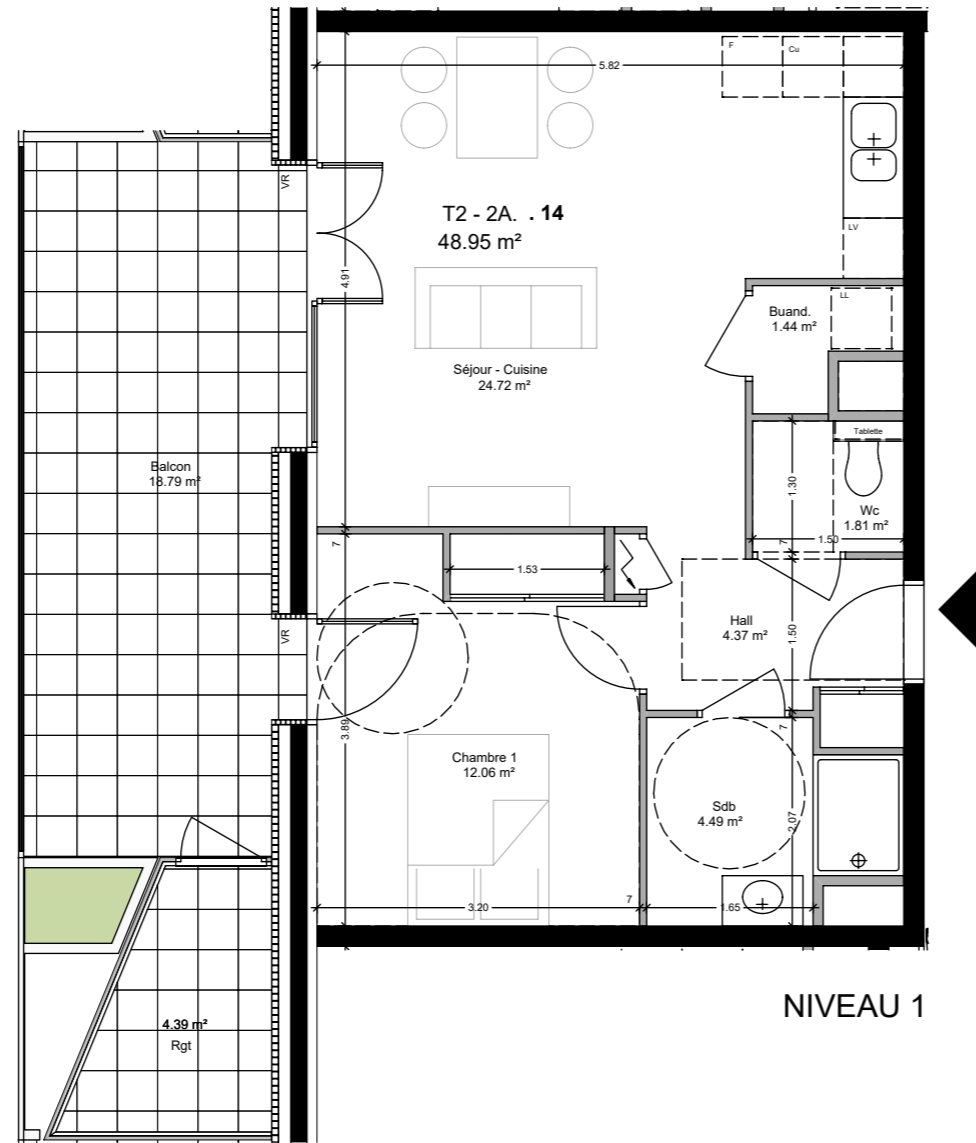 F
Cu
5.82
VR
T2 - 2A. . 14
48.95 m²
LV
4.91
LL
Buand.
1.44 m²
Séjour - Cuisine
24.72 m²
Tablette
Balcon
18.79 m²
1.30
Wc
1.81 m²
7
7
1.50
1.53
Hall
4.37 m²
1.50
VR
3.89
7
Chambre 1
12.06 m²
Sdb
4.49 m²
2.07
7
3.20
1.65
NIVEAU 1
4.39 m²
Rgt